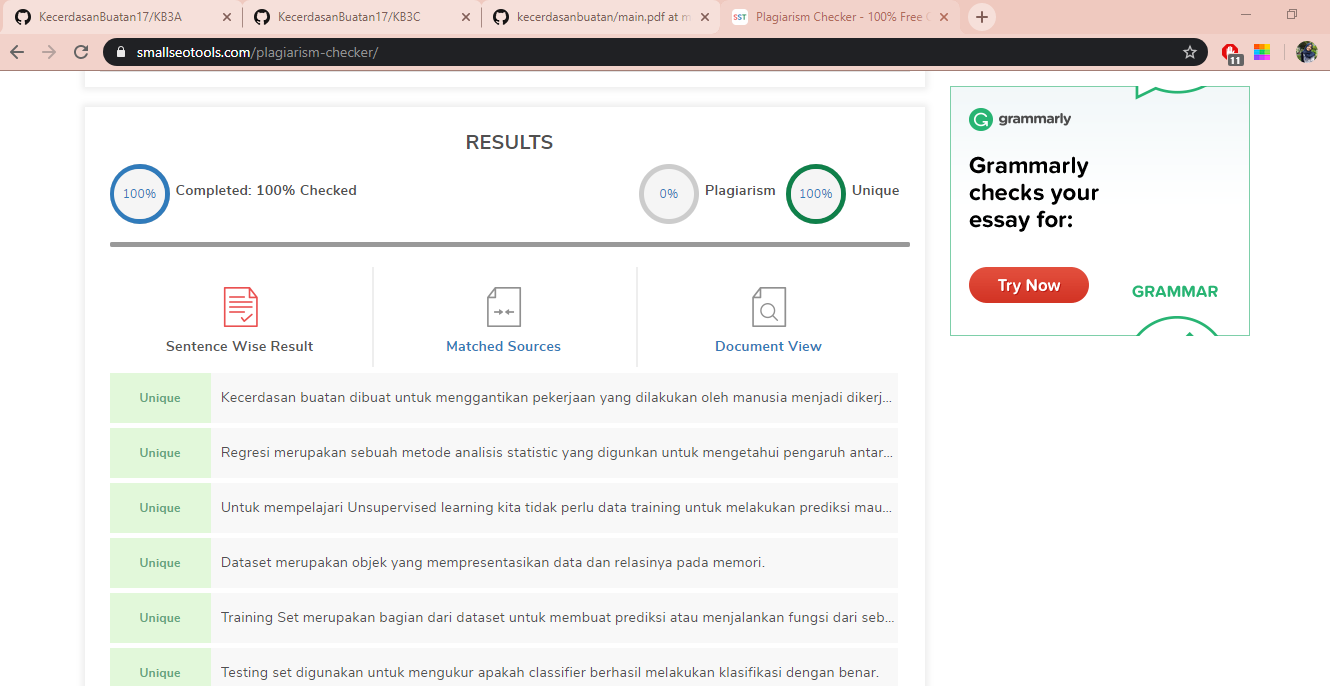 KecerdasanBuatan17/KB3A
KecerdasanBuatan17/KB3C
kecerdasanbuatan/main.pdf at m
SST
Plagiarism Checker - 100% Free
smallseotools.com/plagiarism-checker/
11
RESULTS
100%
Completed: 100% Checked
0%
Plagiarism
100%
Unique
Sentence Wise Result
Matched Sources
Document View
Unique Kecerdasan buatan dibuat untuk menggantikan pekerjaan yang dilakukan oleh manusia menjadi dikerj...
Unique Regresi merupakan sebuah metode analisis statistic yang digunkan untuk mengetahui pengaruh antar...
Unique Untuk mempelajari Unsupervised learning kita tidak perlu data training untuk melakukan prediksi mau...
Unique Dataset merupakan objek yang mempresentasikan data dan relasinya pada memori.
Unique Training Set merupakan bagian dari dataset untuk membuat prediksi atau menjalankan fungsi dari seb...
Unique Testing set digunakan untuk mengukur apakah classifier berhasil melakukan klasifikasi dengan benar.
grammarly
Grammarly
checks your
essay for:
Try Now
GRAMMAR